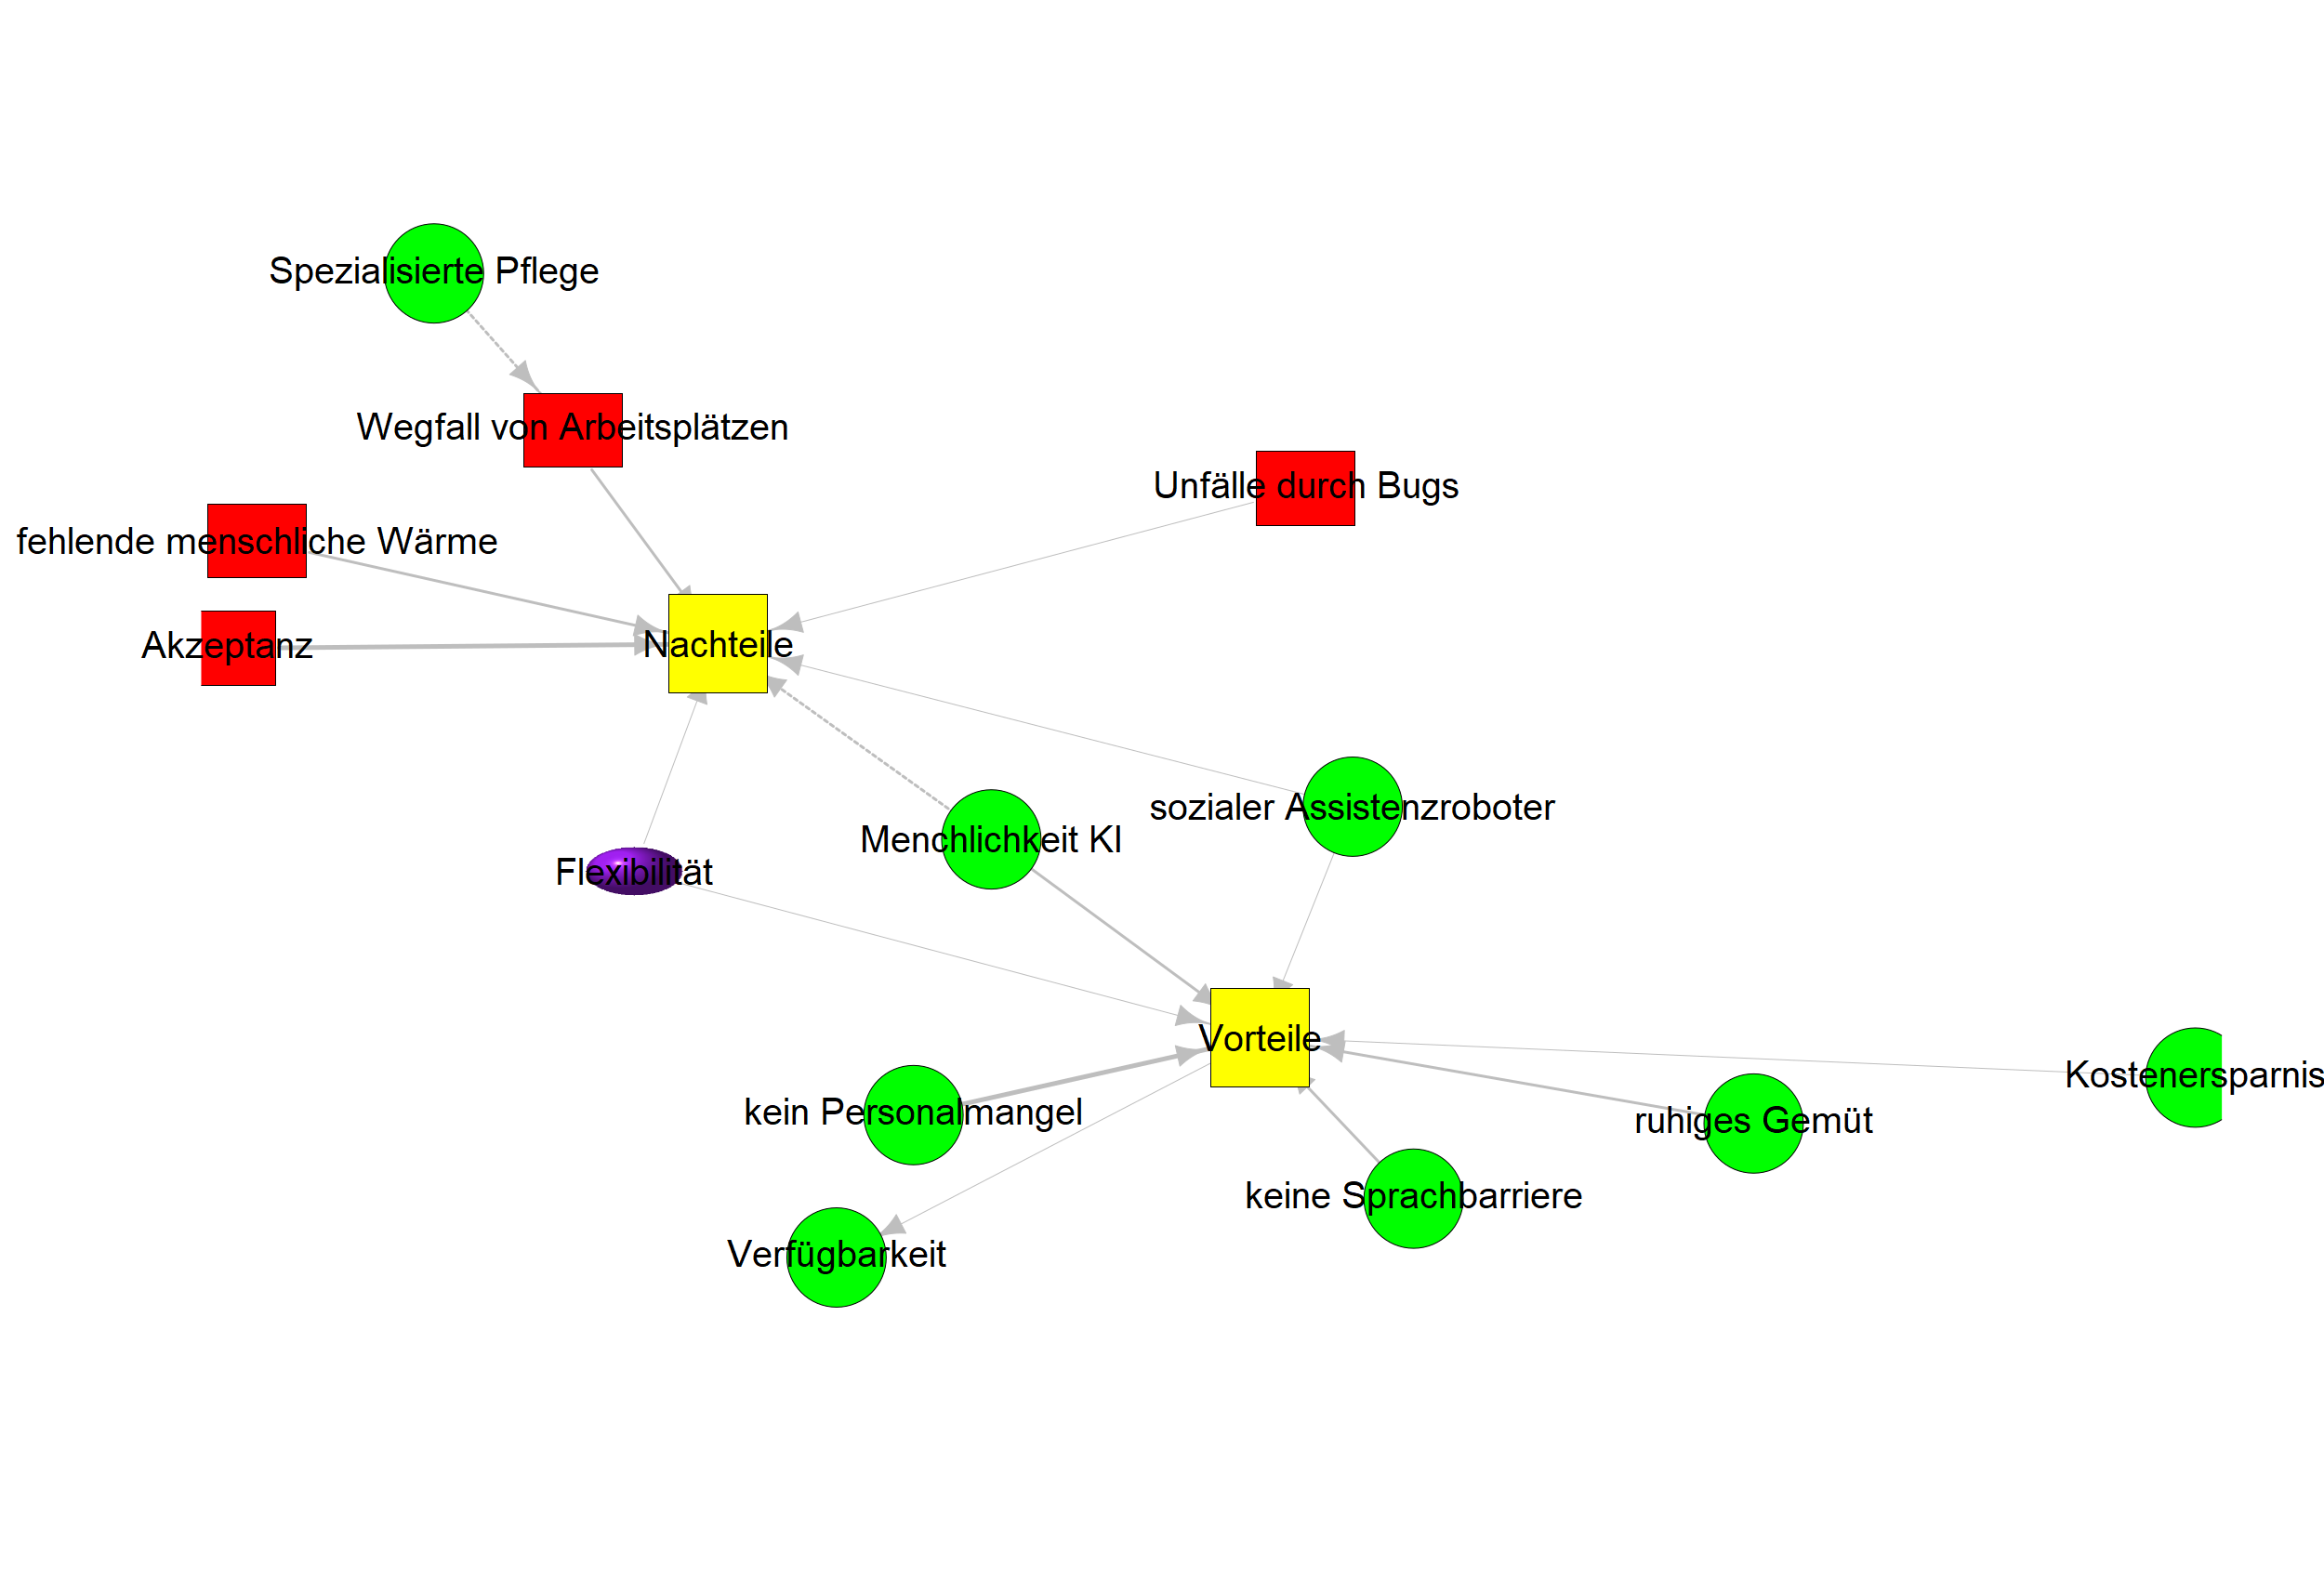 Spezialisierte Pflege
Wegfall von Arbeitsplätzen
Unfälle durch Bugs
fehlende menschliche Wärme
Akzeptanz
Nachteile
sozialer Assistenzroboter
Menchlichkeit KI
Flexibilität
Vorteile
Kostenersparnis
kein Personalmangel
ruhiges Gemüt
keine Sprachbarriere
Verfügbarkeit